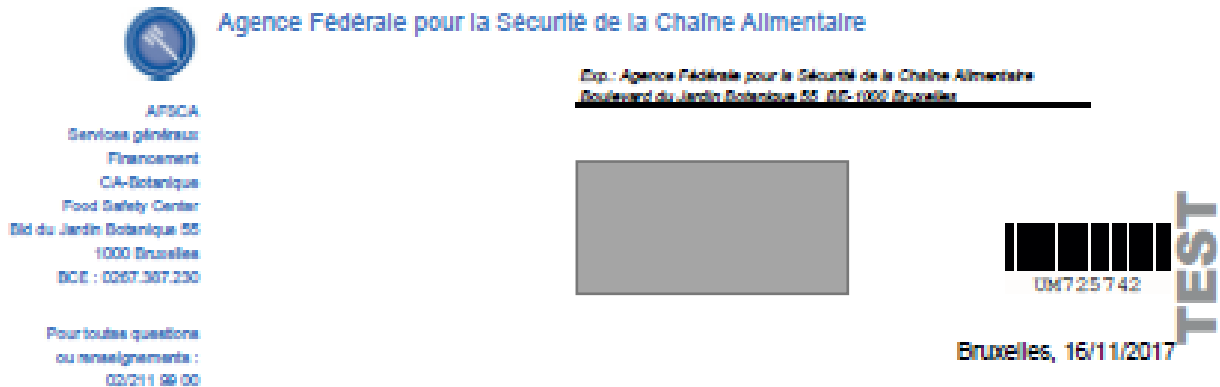 Agence Fédérale pour la Sécurité de la Chaîne Alimentaire
Exp.: Agence Fédérale pour la Sécurité de la Chaîne Alimentaire
Boulevard du Jardin Botanique 55 BE-1000 Bruxelles
AFSCA
Services généraux
Financement
CA-Botanique
Food Safety Center
Bld du Jardin Botanique 55
1000 Bruxelles
BCE : 0267.387.230
Pour toutes questions
ou renseignements :
02/211 99 00
UM725742
TEST
Bruxelles, 16/11/2017